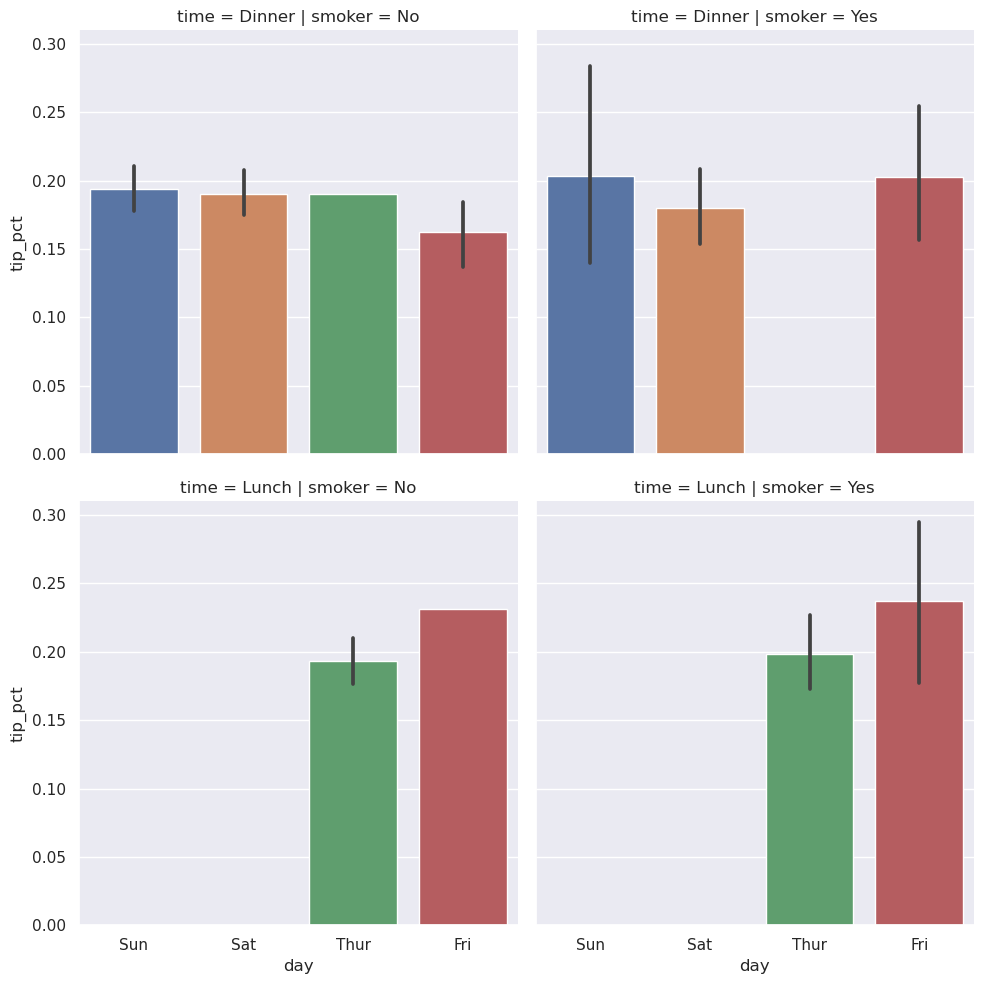 time = Dinner | smoker = No
time = Dinner | smoker = Yes
0.30
0.25
0.20
0.15
0.10
0.05
0.00
tip_pct
time = Lunch | smoker = No
time = Lunch | smoker = Yes
0.30
0.25
0.20
0.15
0.10
0.05
0.00
tip_pct
Sun Sat Thur Fri
day
Sun Sat Thur Fri
day